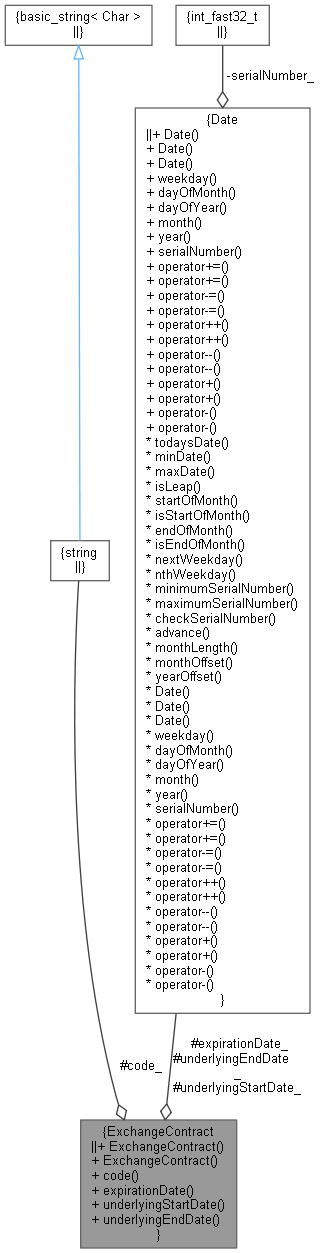 {basic_string< Char >
||}
{int_fast32_t
||}
-serialNumber_
{Date
||+ Date()
+ Date()
+ Date()
+ weekday()
+ dayOfMonth()
+ dayOfYear()
+ month()
+ year()
+ serialNumber()
+ operator+=()
+ operator+=()
+ operator-=()
+ operator-=()
+ operator++()
+ operator++()
+ operator--()
+ operator--()
+ operator+()
+ operator+()
+ operator-()
+ operator-()
* todaysDate()
* minDate()
* maxDate()
* isLeap()
* startOfMonth()
* isStartOfMonth()
* endOfMonth()
* isEndOfMonth()
* nextWeekday()
* nthWeekday()
* minimumSerialNumber()
* maximumSerialNumber()
* checkSerialNumber()
* advance()
* monthLength()
* monthOffset()
* yearOffset()
* Date()
* Date()
* Date()
* weekday()
* dayOfMonth()
* dayOfYear()
* month()
* year()
* serialNumber()
* operator+=()
* operator+=()
* operator-=()
* operator-=()
* operator++()
* operator++()
* operator--()
* operator--()
* operator+()
* operator+()
* operator-()
* operator-()
}
{string
||}
#code_
#expirationDate_
#underlyingEndDate
_
#underlyingStartDate_
{ExchangeContract
||+ ExchangeContract()
+ ExchangeContract()
+ code()
+ expirationDate()
+ underlyingStartDate()
+ underlyingEndDate()
}